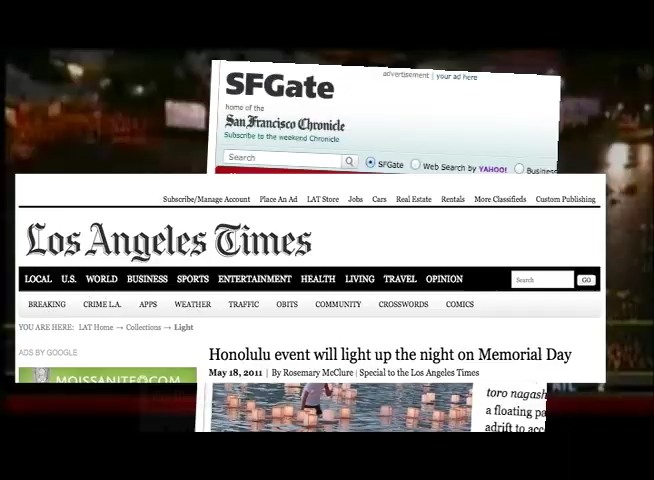 SFGate
advertisement | your ad here
home of the
San Francisco Chronicle
Subscribe to the weekend Chronicle
Search
SFGate
Web Search by YAHOO!
Subscribe/Manage Account Place An Ad LAT Store Jobs Cars Real Estate Rentals More Classifieds Custom Publishing
Los Angeles Times
LOCAL U.S. WORLD BUSINESS SPORTS ENTERTAINMENT HEALTH LIVING TRAVEL OPINION Search GO
BREAKING CRIME L.A. APPS WEATHER TRAFFIC OBITS COMMUNITY CROSSWORDS COMICS
YOU ARE HERE: LAT Home → Collections → Light
ADS BY GOOGLE
Honolulu event will light up the night on Memorial Day
May 18, 2011 | By Rosemary McClure | Special to the Los Angeles Times
MOISSANITE.COM
toro nagash
a floating pa
adrift to acc